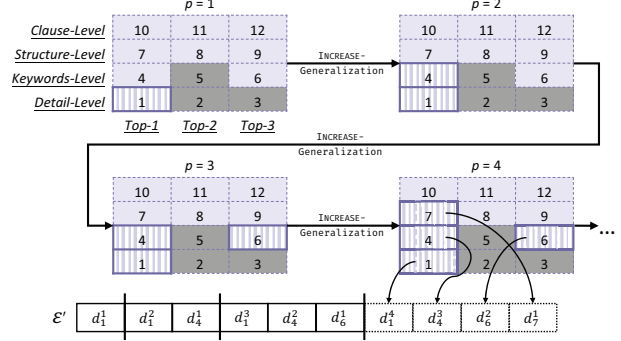 p = 1
p = 2
Clause-Level 10 11 12
10 11 12
Structure-Level 7 8 9
7 8 9
Keywords-Level 4 5 6
4 5 6
Detail-Level 1 2 3
1 2 3
INCREASE-
Generalization
Top-1 Top-2 Top-3
INCREASE-
Generalization
p = 3
p = 4
10 11 12
10 11 12
7 8 9
7 8 9
4 5 6
4 5 6
1 2 3
1 2 3
INCREASE-
Generalization
...
ℰ′ d₁¹ d₁² d₄¹ d₁³ d₄² d₆¹ d₁⁴ d₄³ d₆² d₇¹